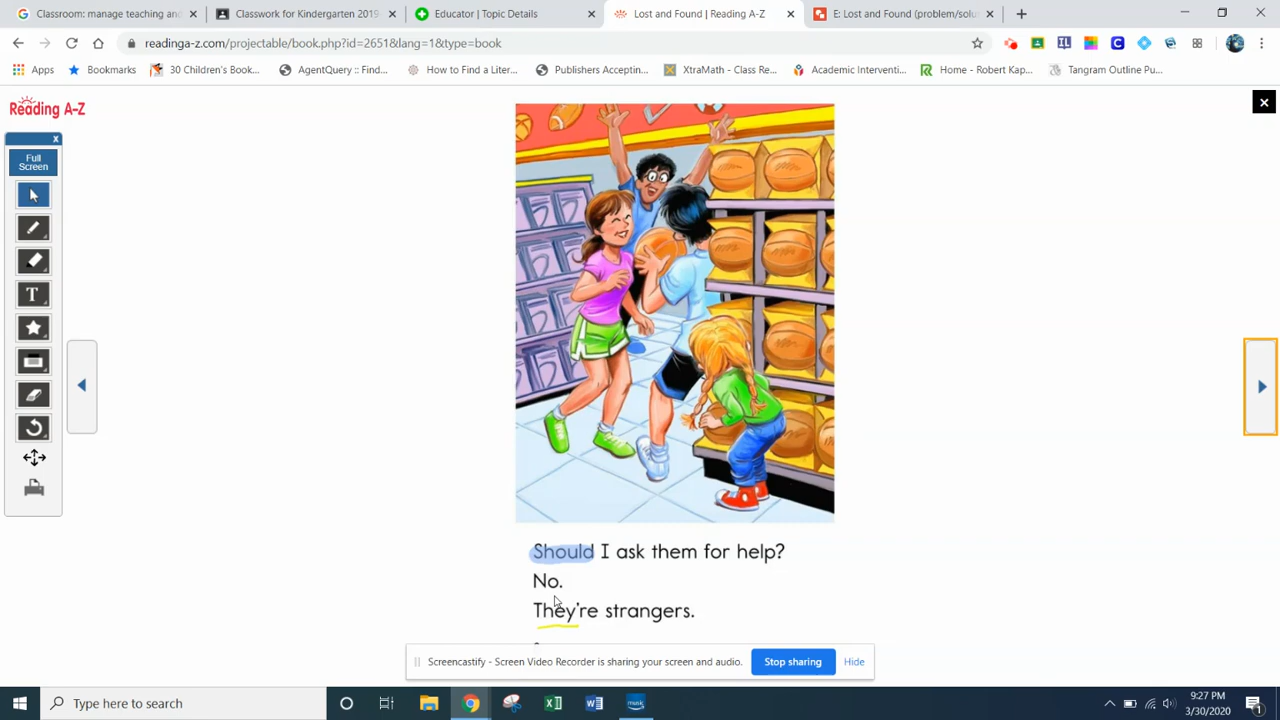 Classroom: manage teaching and
Classwork for Kindergarten 2019
Educator | Topic Details
Lost and Found | Reading A-Z
E: Lost and Found (problem/solu
readinga-z.com/projectable/book.php?id=2651&lang=1&type=book
Apps
Bookmarks
30 Children's Book...
AgentQuery :: Find...
How to Find a Liter...
Publishers Acceptin...
XtraMath - Class Re...
Academic Interventi...
Home - Robert Kap...
Tangram Outline Pu...
Reading A-Z
Full
Screen
T
Should I ask them for help?
No.
They're strangers.
Screencastify - Screen Video Recorder is sharing your screen and audio.
Stop sharing
Hide
Type here to search
music
9:27 PM
3/30/2020